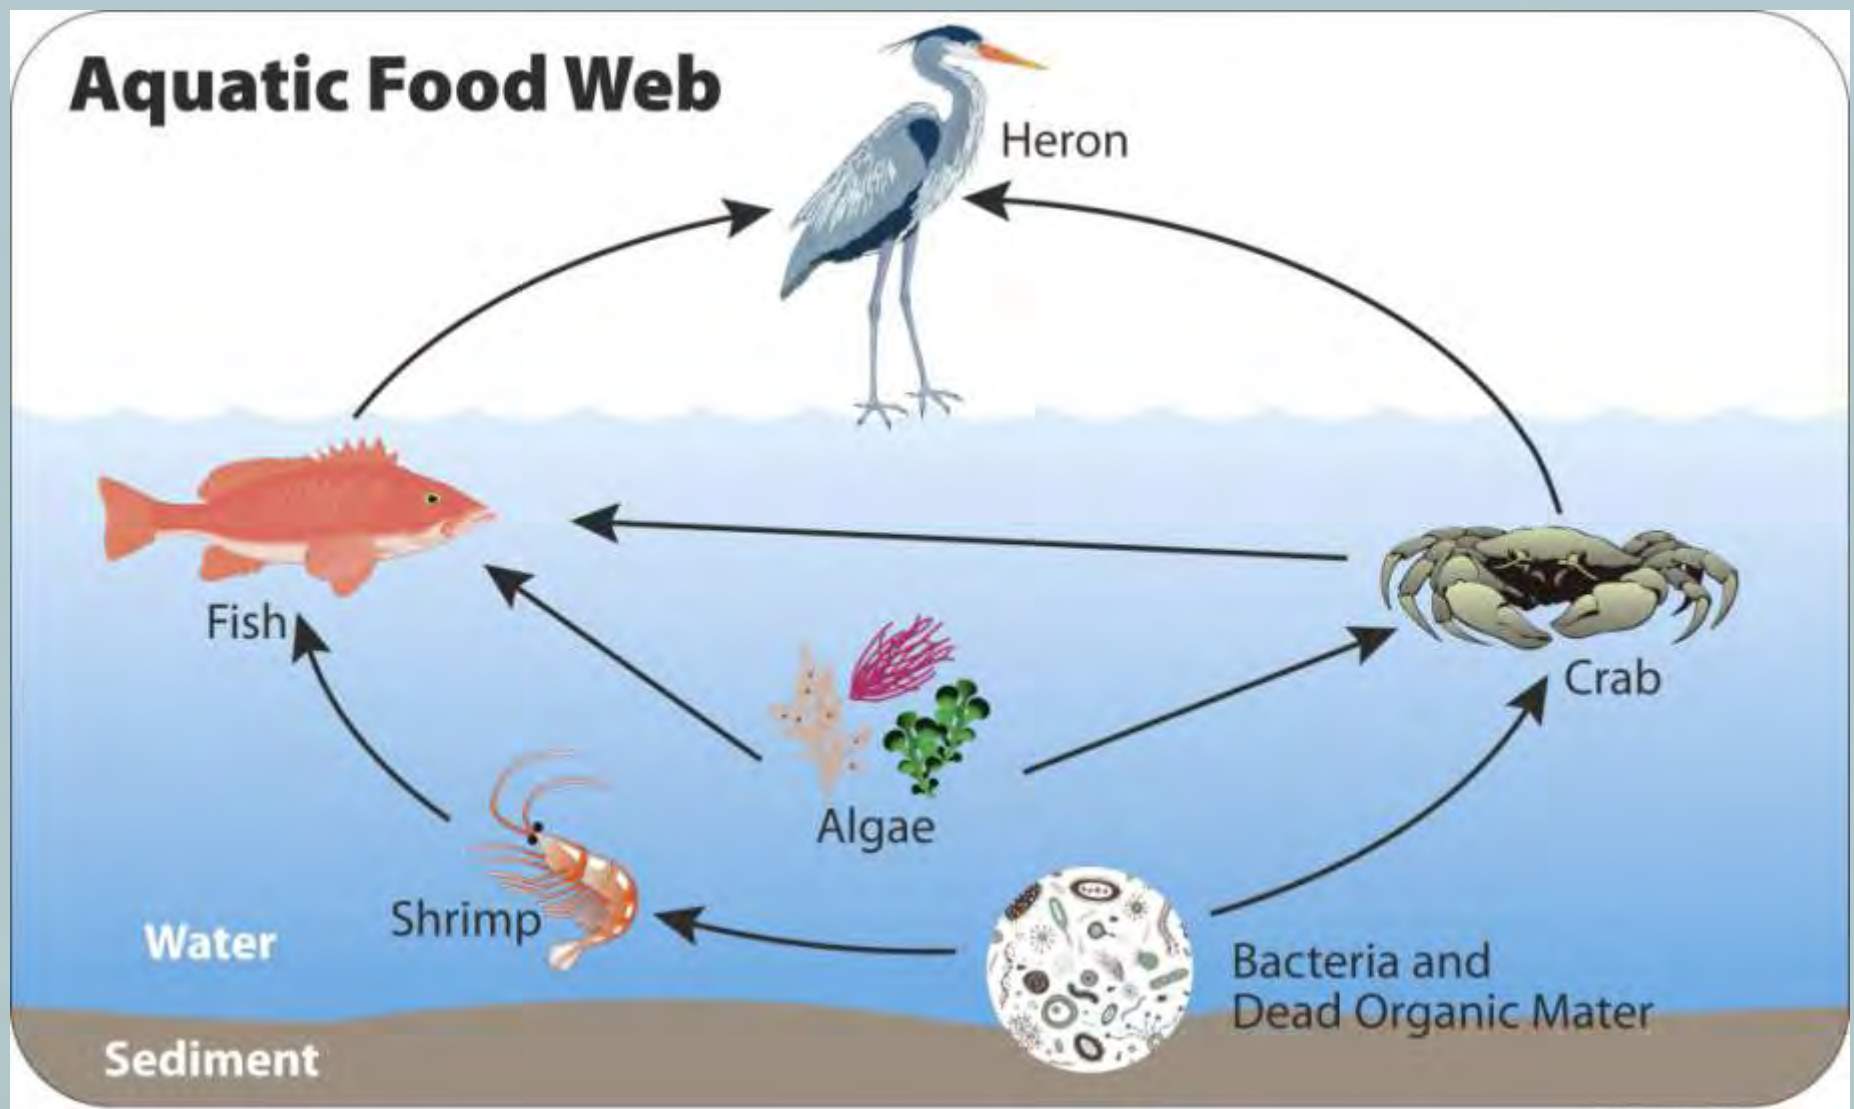 Aquatic Food Web
Heron
Fish
Crab
Algae
Shrimp
Water
Bacteria and
Dead Organic Mater
Sediment